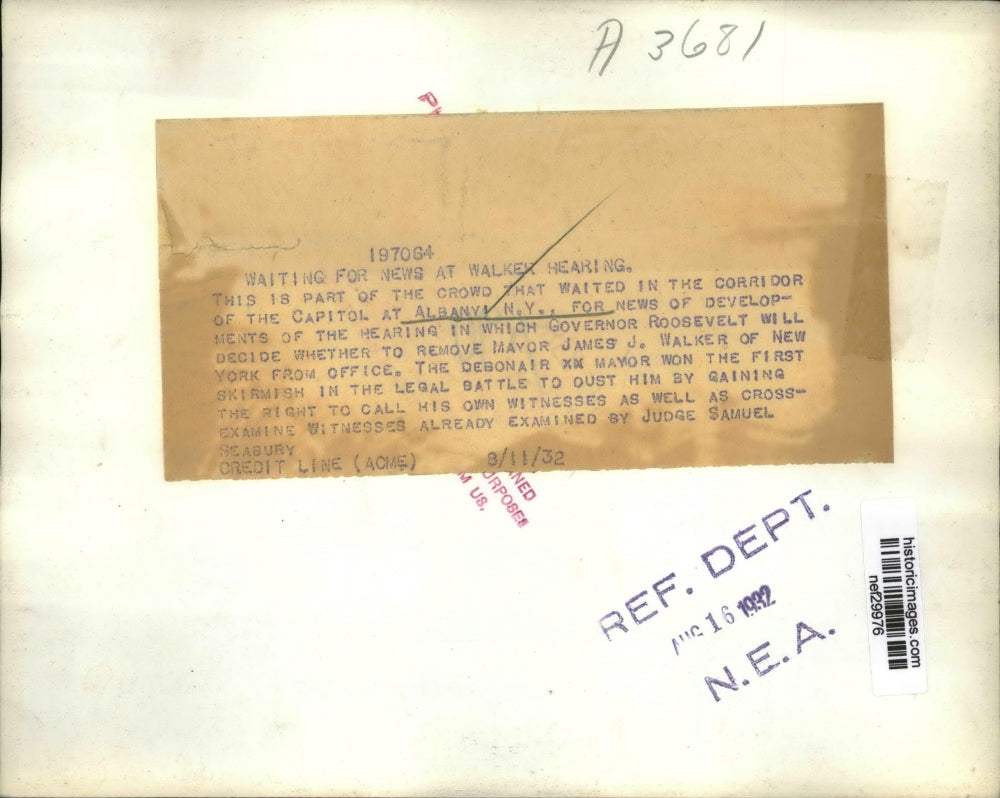 A 3681
197064
WAITING FOR NEWS AT WALKER HEARING.
THIS IS PART OF THE CROWD THAT WAITED IN THE CORRIDOR
OF THE CAPITOL AT ALBANY, N.Y., FOR NEWS OF DEVELOP-
MENTS OF THE HEARING IN WHICH GOVERNOR ROOSEVELT WILL
DECIDE WHETHER TO REMOVE MAYOR JAMES J. WALKER OF NEW
YORK FROM OFFICE. THE DEBONAIR XM MAYOR WON THE FIRST
SKIRMISH IN THE LEGAL BATTLE TO OUST HIM BY GAINING
THE RIGHT TO CALL HIS OWN WITNESSES AS WELL AS CROSS-
EXAMINE WITNESSES ALREADY EXAMINED BY JUDGE SAMUEL
SEABURY
CREDIT LINE (ACME) 8/11/32
REF. DEPT.
AUG 16 1932
N.E.A.
historicimages.com
nef29976